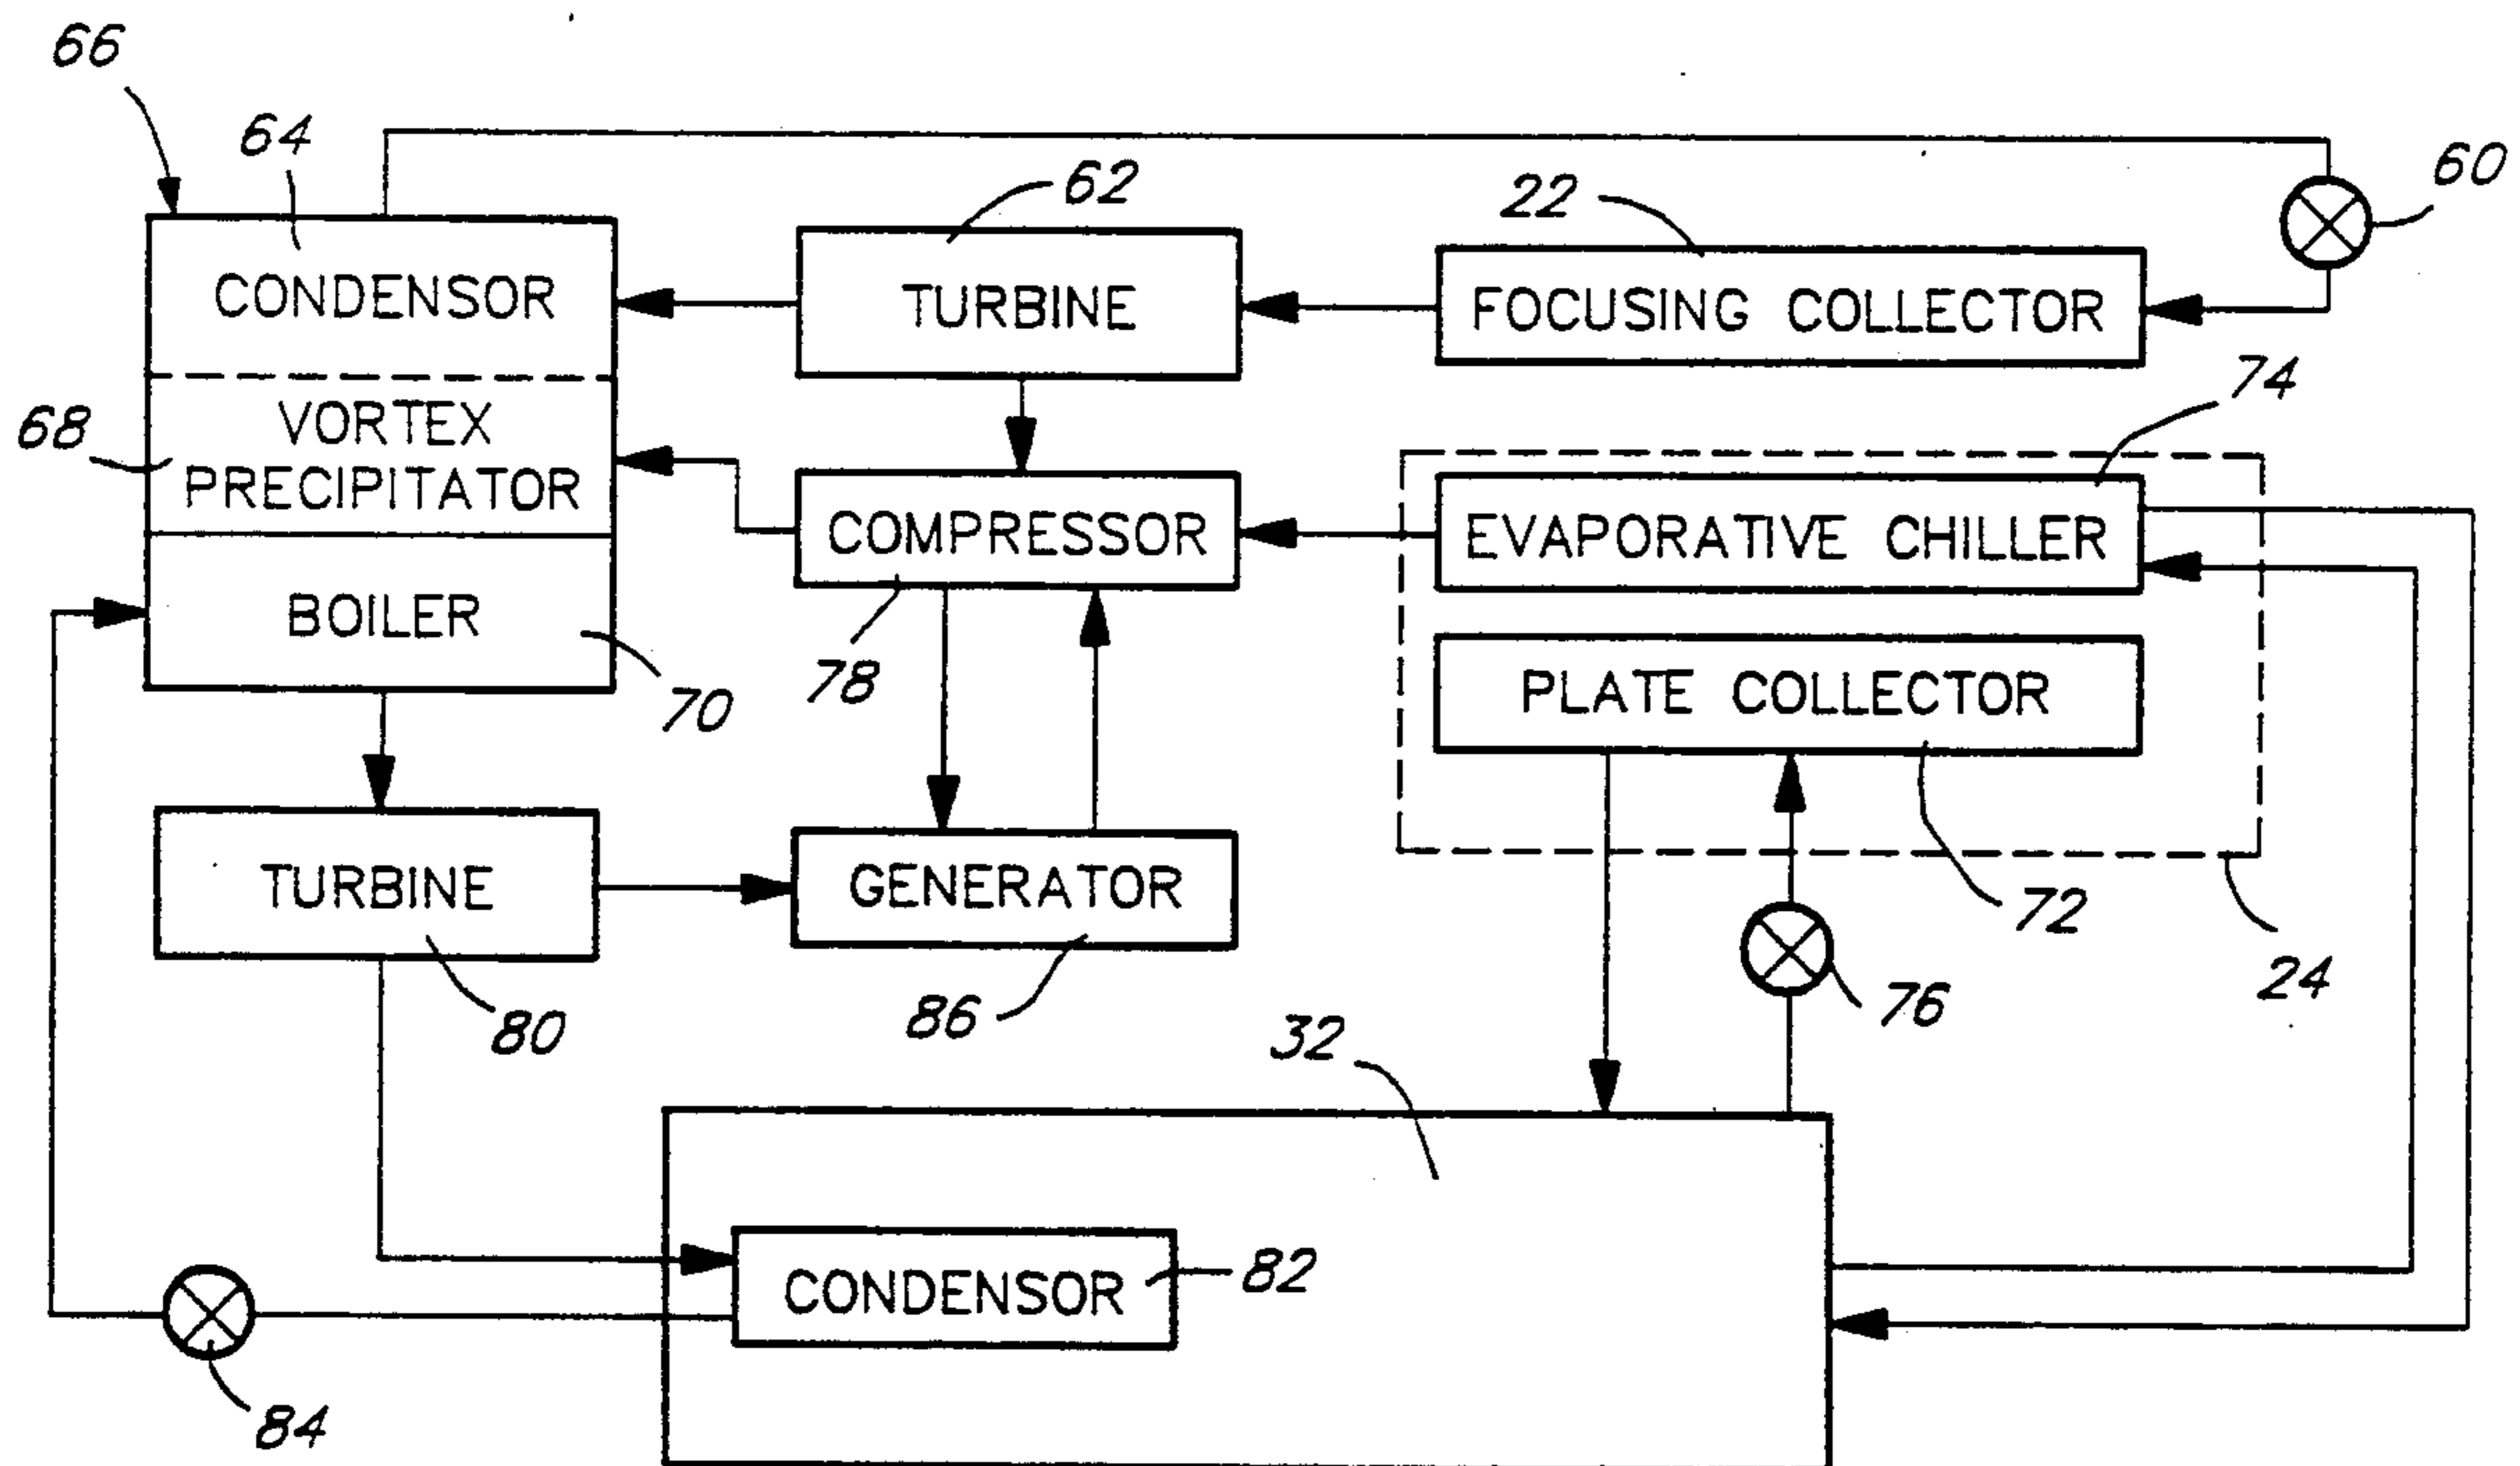 66
64
62
22
60
CONDENSOR
TURBINE
FOCUSING COLLECTOR
74
68
VORTEX
PRECIPITATOR
COMPRESSOR
EVAPORATIVE CHILLER
BOILER
78
70
PLATE COLLECTOR
TURBINE
GENERATOR
72
24
80
86
76
32
CONDENSOR
82
84